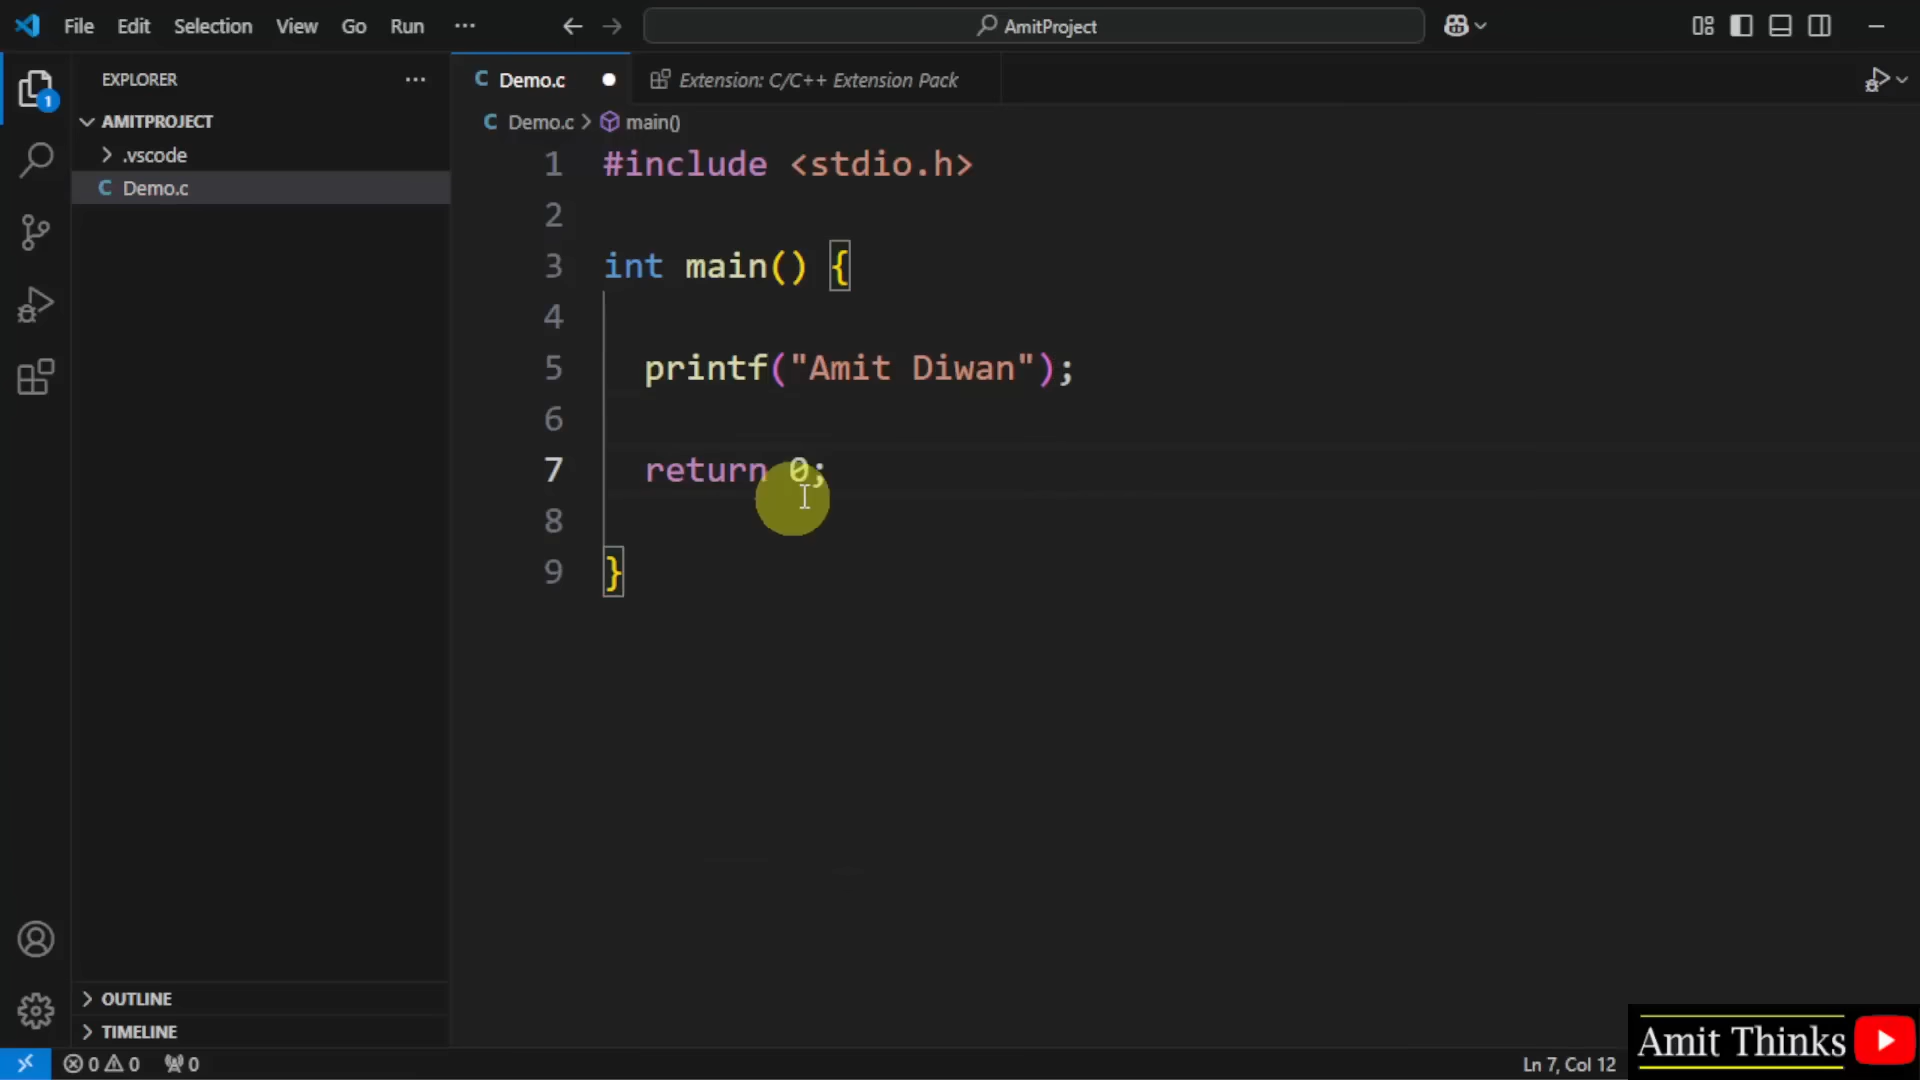 File Edit Selection View Go Run ··· AmitProject
EXPLORER ···
Demo.c
Extension: C/C++ Extension Pack
1
AMITPROJECT
.vscode
Demo.c
Demo.c > main()
1 #include <stdio.h>
2
3 int main() {
4
5 printf("Amit Diwan");
6
7 return 0;
8
9 }
OUTLINE
TIMELINE
0 0 0
Ln 7, Col 12
Amit Thinks